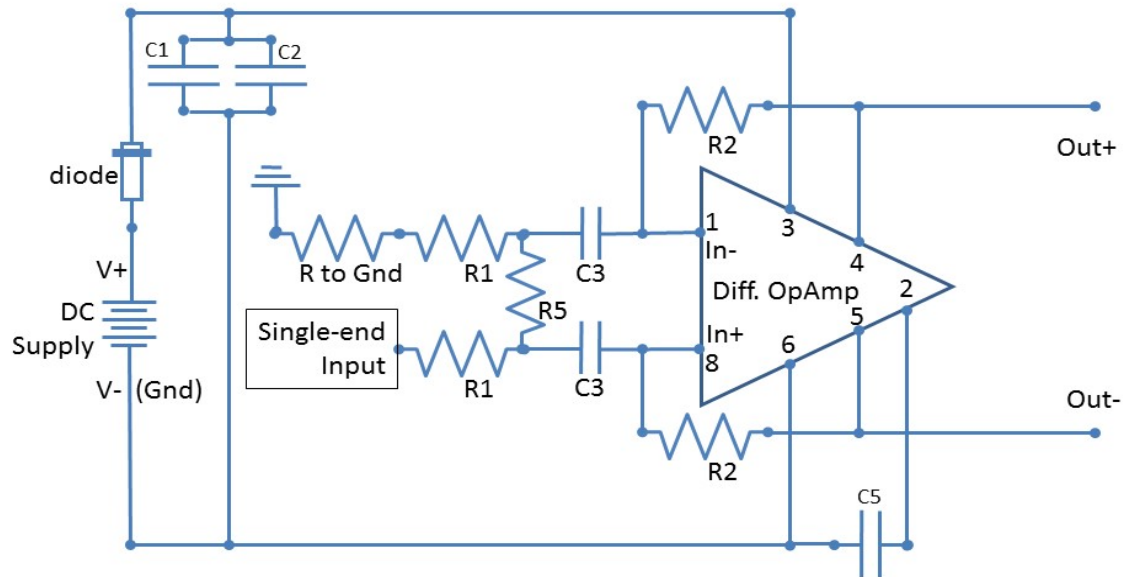 C1
C2
diode
V+
DC
Supply
V- (Gnd)
R to Gnd
R1
C3
R5
Single-end
Input
R1
C3
R2
1
In-
3
4
Diff. OpAmp
2
In+
8
6
5
R2
Out+
Out-
C5